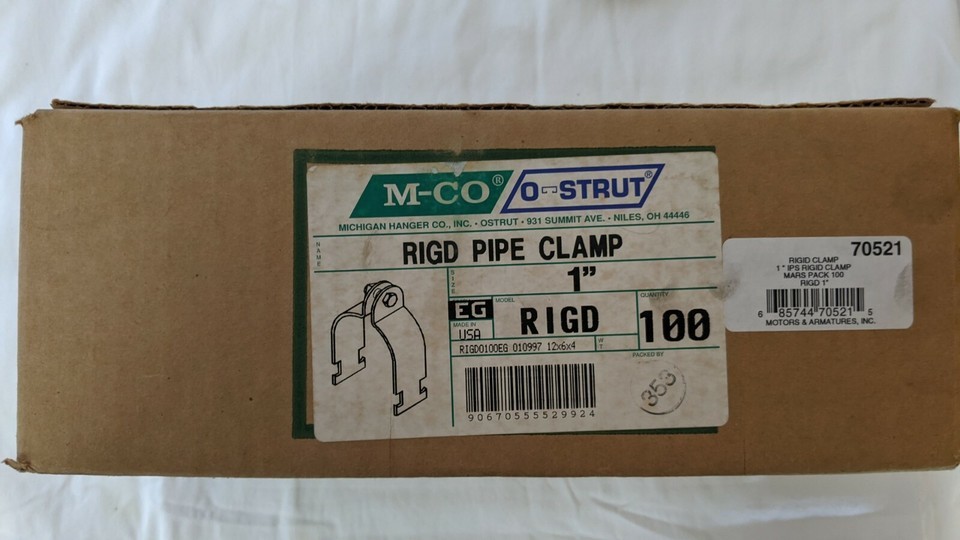 M-CO® O-STRUT®
MICHIGAN HANGER CO., INC. • OSTRUT • 931 SUMMIT AVE. • NILES, OH 44446
NAME
RIGD PIPE CLAMP
SIZE
1"
EG
MODEL
RIGD
QUANTITY
100
MADE IN
USA
RIGD0100EG 010997 12x6x4
WT
PACKED BY
353
90670555529924
70521
RIGID CLAMP
1 " IPS RIGID CLAMP
MARS PACK 100
RIGD 1"
6 85744 70521 5
MOTORS & ARMATURES, INC.